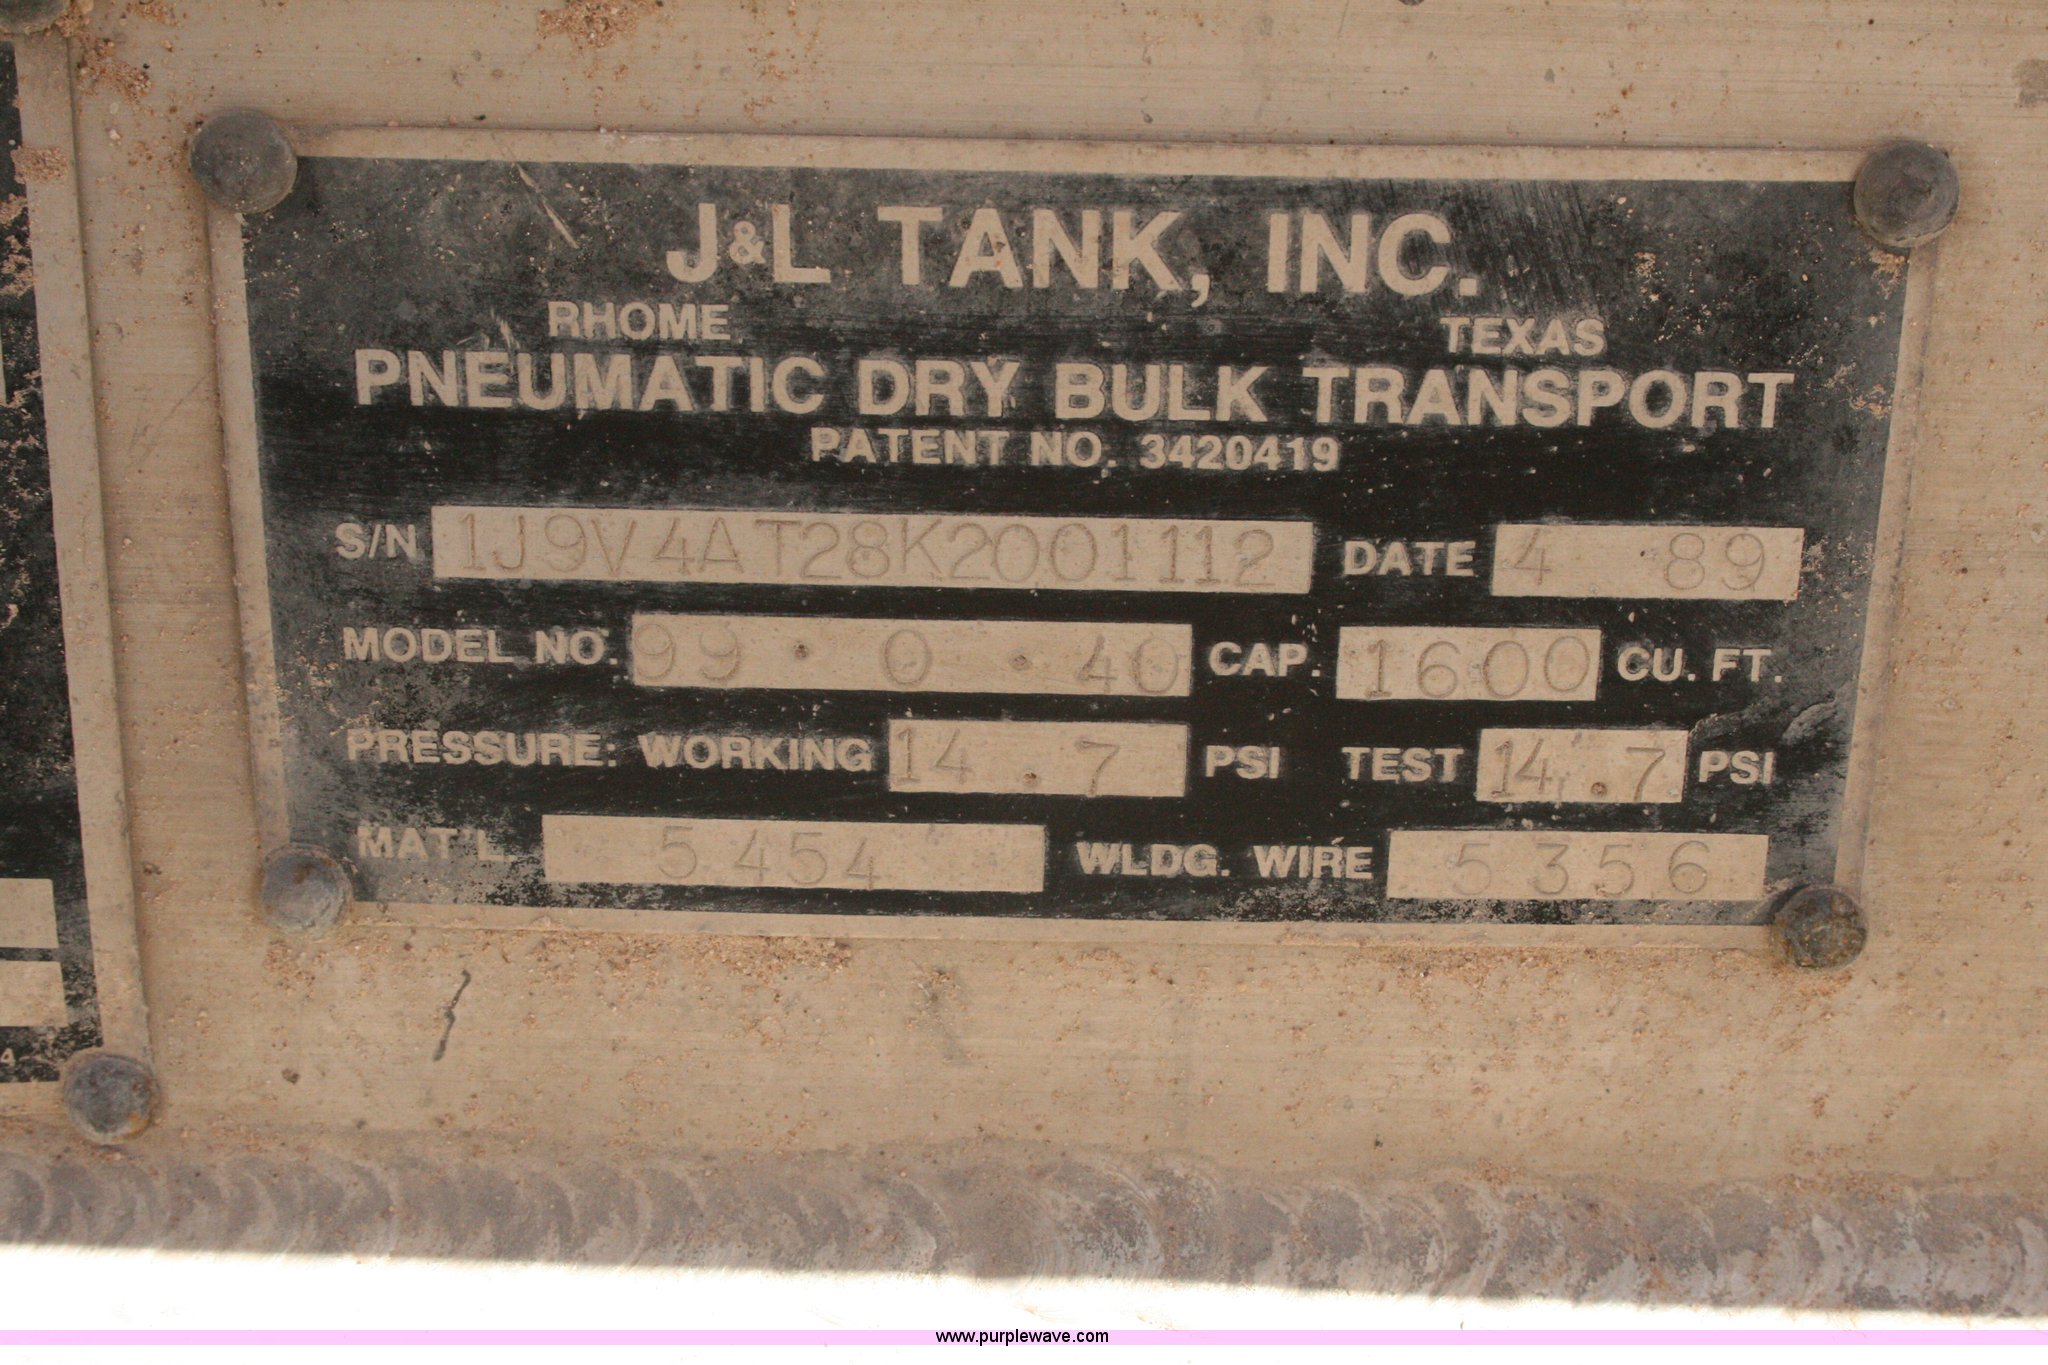 J&L TANK, INC.
RHOME TEXAS
PNEUMATIC DRY BULK TRANSPORT
PATENT NO. 3420419
S/N 1J9V4AT28K2001112 DATE 4 89
MODEL NO. 99 · 0 · 40 CAP. 1600 CU. FT.
PRESSURE: WORKING 14.7 PSI TEST 14.7 PSI
MAT'L. 5454 WLDG. WIRE 5356
4
www.purplewave.com